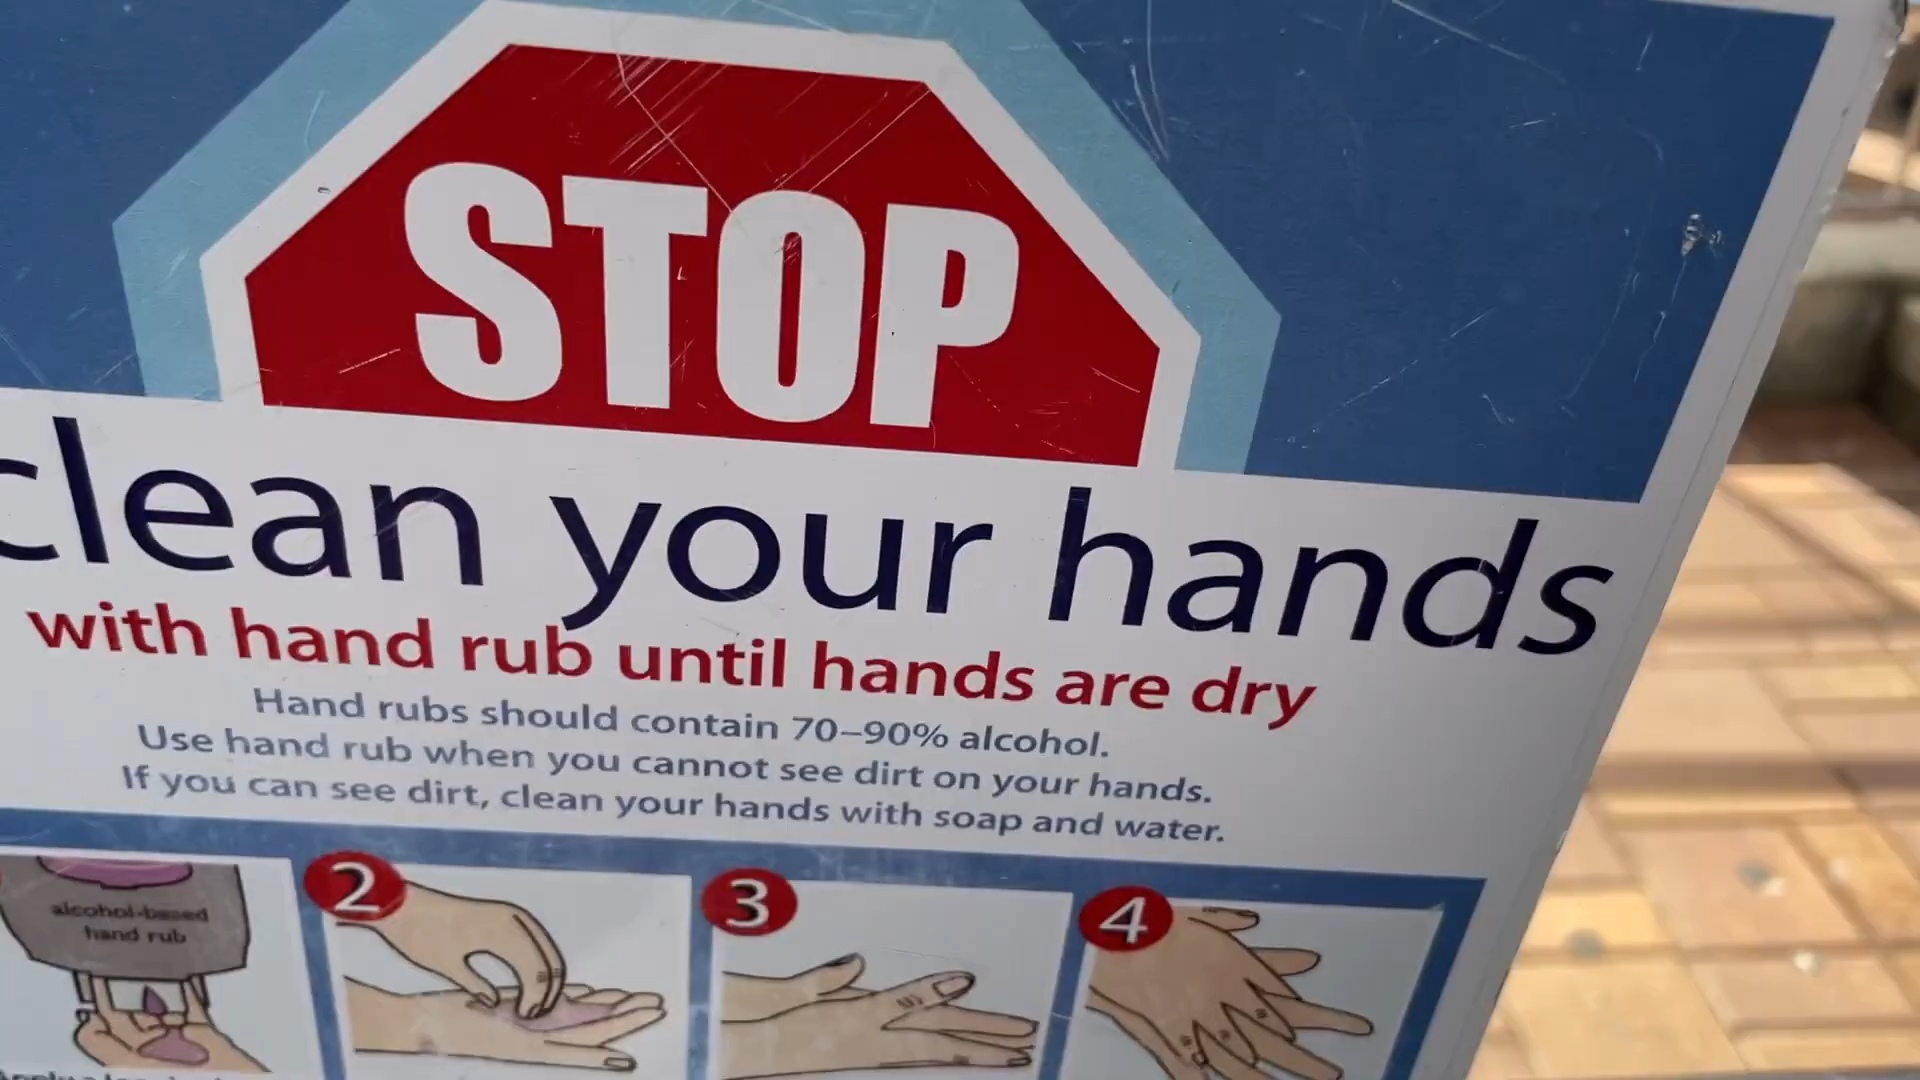 STOP
clean your hands
with hand rub until hands are dry
Hand rubs should contain 70–90% alcohol.
Use hand rub when you cannot see dirt on your hands.
If you can see dirt, clean your hands with soap and water.
alcohol-based
hand rub
2
3
4